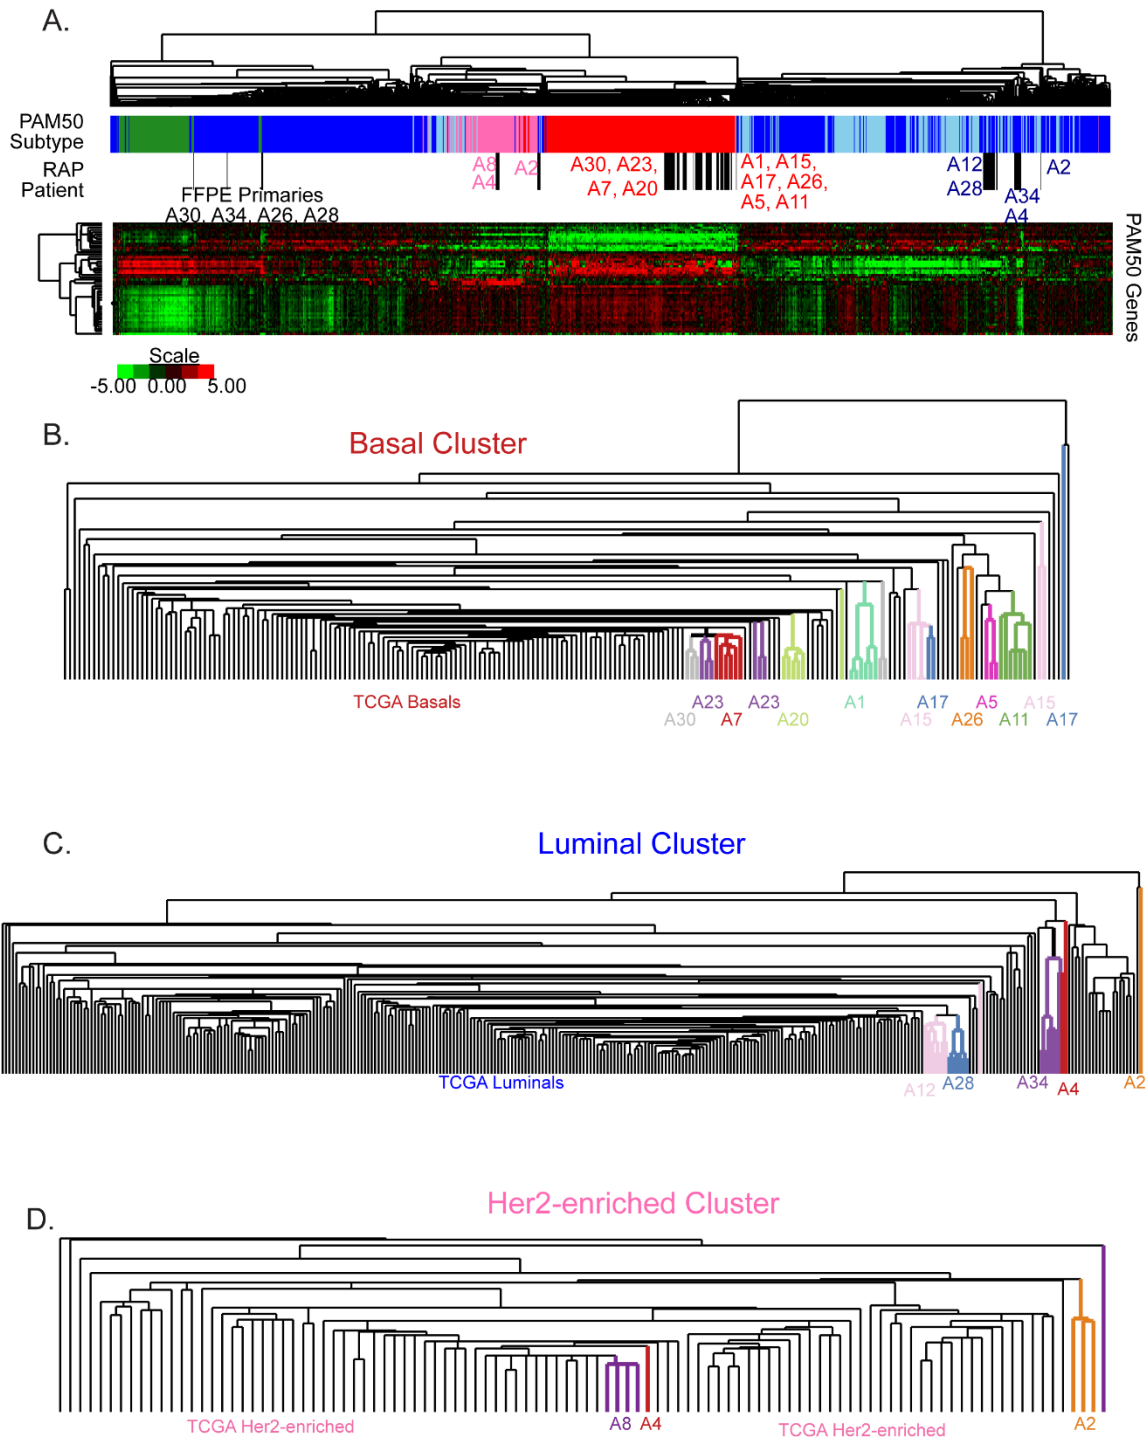 A.
PAM50
Subtype
RAP
Patient
A8
A4
A2
A30, A23,
A7, A20
A1, A15,
A17, A26,
A5, A11
A12
A28
A2
A34
A4
FFPE Primaries
A30, A34, A26, A28
PAM50 Genes
Scale
-5.00 0.00 5.00
B.
Basal Cluster
TCGA Basals
A23 A23 A1 A17 A5 A15
A30 A7 A20 A15 A26 A11 A17
C.
Luminal Cluster
TCGA Luminals
A12 A28 A34 A4 A2
D.
Her2-enriched Cluster
TCGA Her2-enriched A8 A4 TCGA Her2-enriched A2